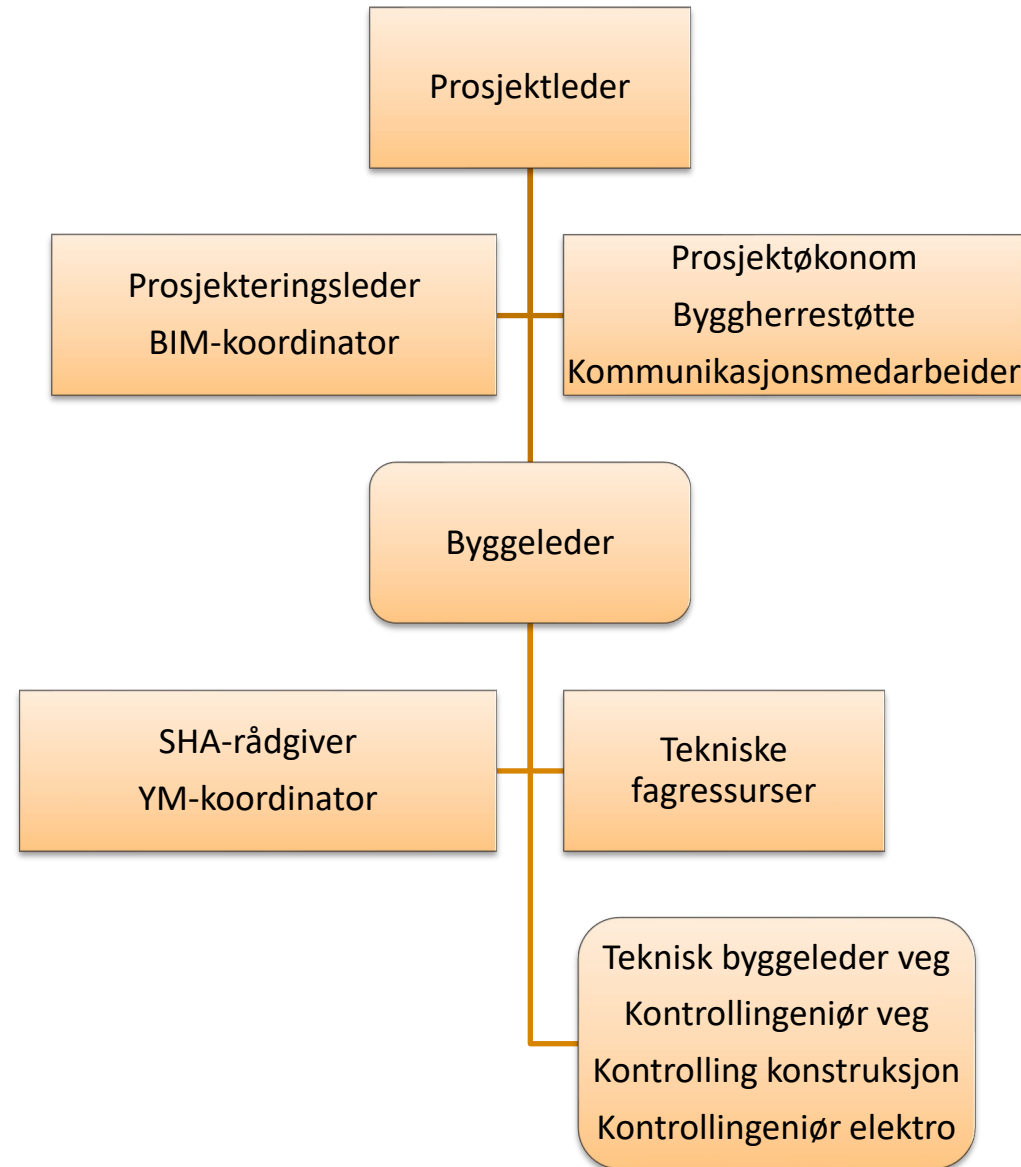 Prosjektleder
Prosjekteringsleder
BIM-koordinator
Prosjektøkonom
Byggherrestøtte
Kommunikasjonsmedarbeider
Byggeleder
SHA-rådgiver
YM-koordinator
Tekniske
fagressurser
Teknisk byggeleder veg
Kontrollingeniør veg
Kontrolling konstruksjon
Kontrollingeniør elektro